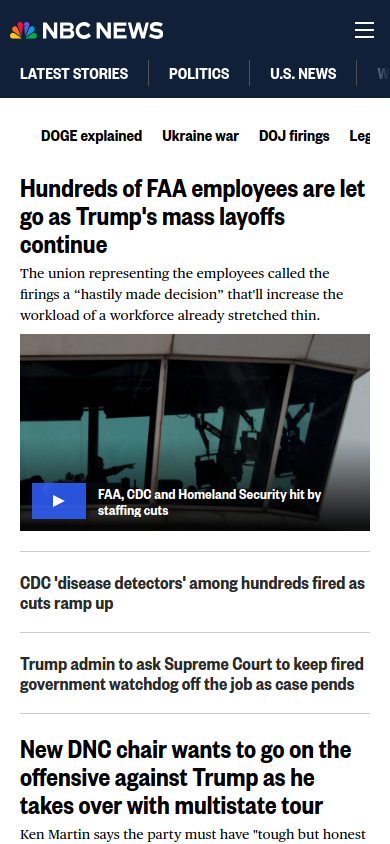 NBC NEWS
LATEST STORIES
POLITICS
U.S. NEWS
DOGE explained
Ukraine war
DOJ firings
Hundreds of FAA employees are let
go as Trump's mass layoffs
continue
The union representing the employees called the
firings a “hastily made decision” that'll increase the
workload of a workforce already stretched thin.
FAA, CDC and Homeland Security hit by
staffing cuts
CDC 'disease detectors' among hundreds fired as
cuts ramp up
Trump admin to ask Supreme Court to keep fired
government watchdog off the job as case pends
New DNC chair wants to go on the
offensive against Trump as he
takes over with multistate tour
Ken Martin says the party must have "tough but honest